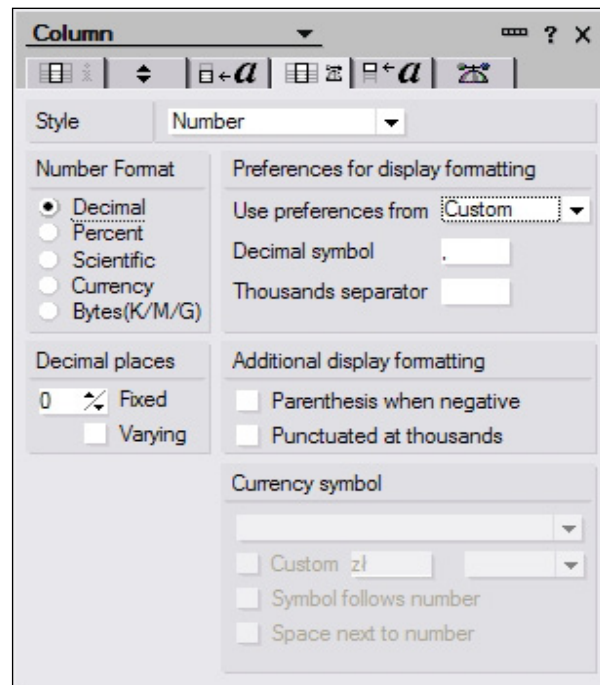 Column
? X
a a
Style Number
Number Format
Decimal
Percent
Scientific
Currency
Bytes(K/M/G)
Preferences for display formatting
Use preferences from Custom
Decimal symbol ,
Thousands separator
Decimal places
0 Fixed
Varying
Additional display formatting
Parenthesis when negative
Punctuated at thousands
Currency symbol
Custom zł
Symbol follows number
Space next to number